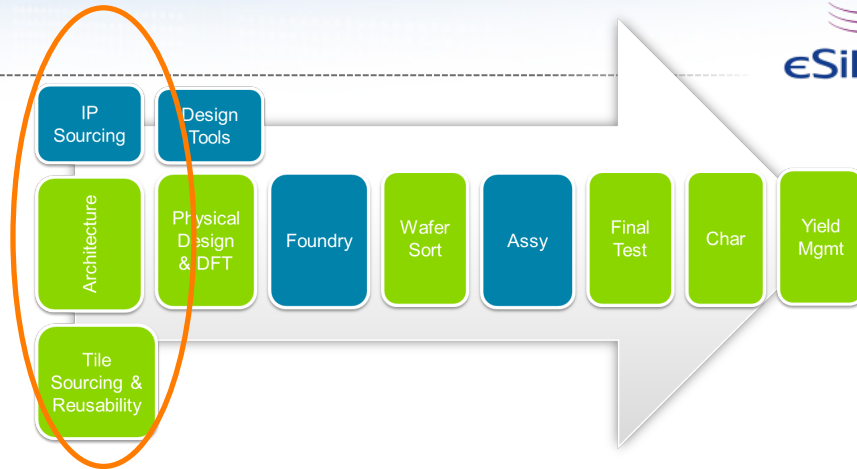 IP
Sourcing
Design
Tools
Architecture
Physical
Design
& DFT
Foundry
Wafer
Sort
Assy
Final
Test
Char
Yield
Mgmt
Tile
Sourcing &
Reusability